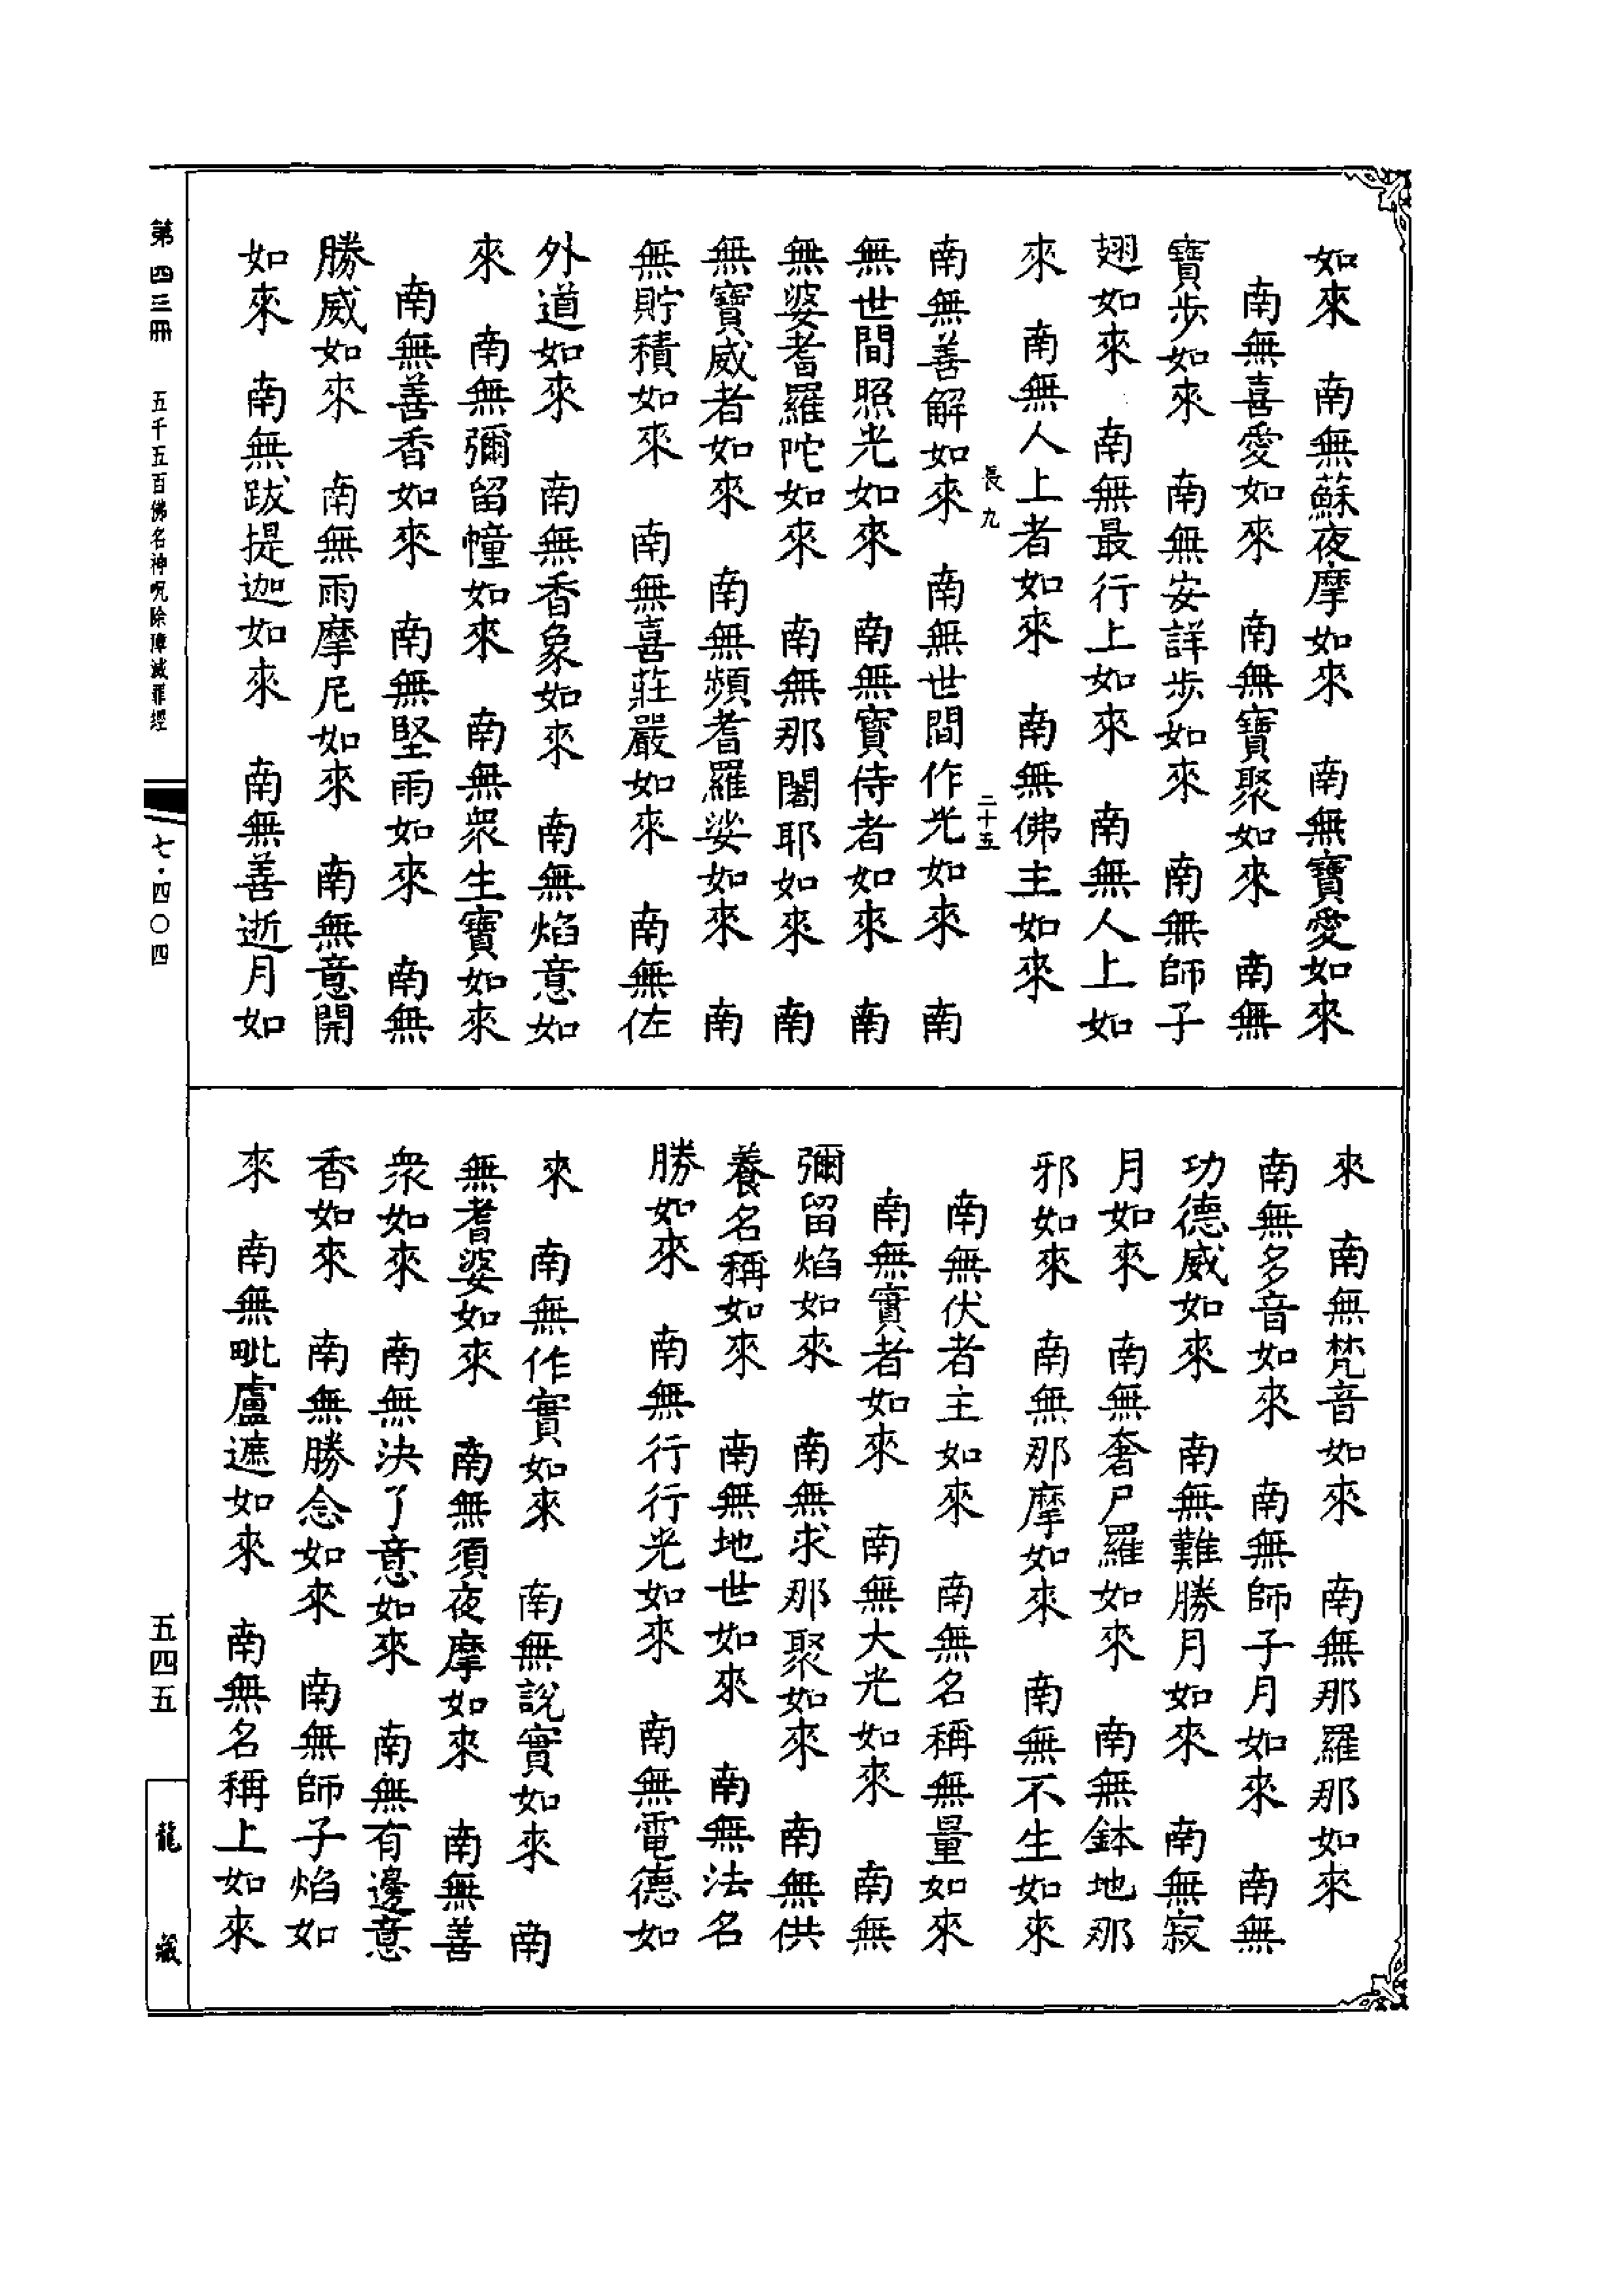 如來　南無蘇夜摩如來　南無寶愛如來
南無喜愛如來　南無寶聚如來　南無
寶步如來　南無安詳步如來　南無師子
翅如來　南無最行上如來　南無人上如
來　南無人上者如來　南無佛主如來
長九　二十五
南無善解如來　南無世間作光如來　南
無世間照光如來　南無寶侍者如來　南
無婆耆羅陀如來　南無那闍耶如來　南
無寶威者如來　南無頻耆羅娑如來　南
無貯積如來　南無喜莊嚴如來　南無佐
外道如來　南無香象如來　南無焰意如
來　南無彌留幢如來　南無眾生寶如來
南無善香如來　南無堅雨如來　南無
勝威如來　南無雨摩尼如來　南無意開
如來　南無跋提迦如來　南無善逝月如
來　南無梵音如來　南無那羅那如來
南無多音如來　南無師子月如來　南無
功德威如來　南無難勝月如來　南無寂
月如來　南無奢尸羅如來　南無鉢地那
邪如來　南無那摩如來　南無不生如來
南無伏者主如來　南無名稱無量如來
南無實者如來　南無大光如來　南無
彌留焰如來　南無求那聚如來　南無供
養名稱如來　南無地世如來　南無法名
勝如來　南無行行光如來　南無電德如
來　南無作實如來　南無說實如來　南
無耆婆如來　南無須夜摩如來　南無善
眾如來　南無決了意如來　南無有邊意
香如來　南無勝念如來　南無師子焰如
來　南無毗盧遮如來　南無名稱上如來
第四三冊　五千五百佛名神呪除障滅罪經
七·四〇四
五四五
龍藏